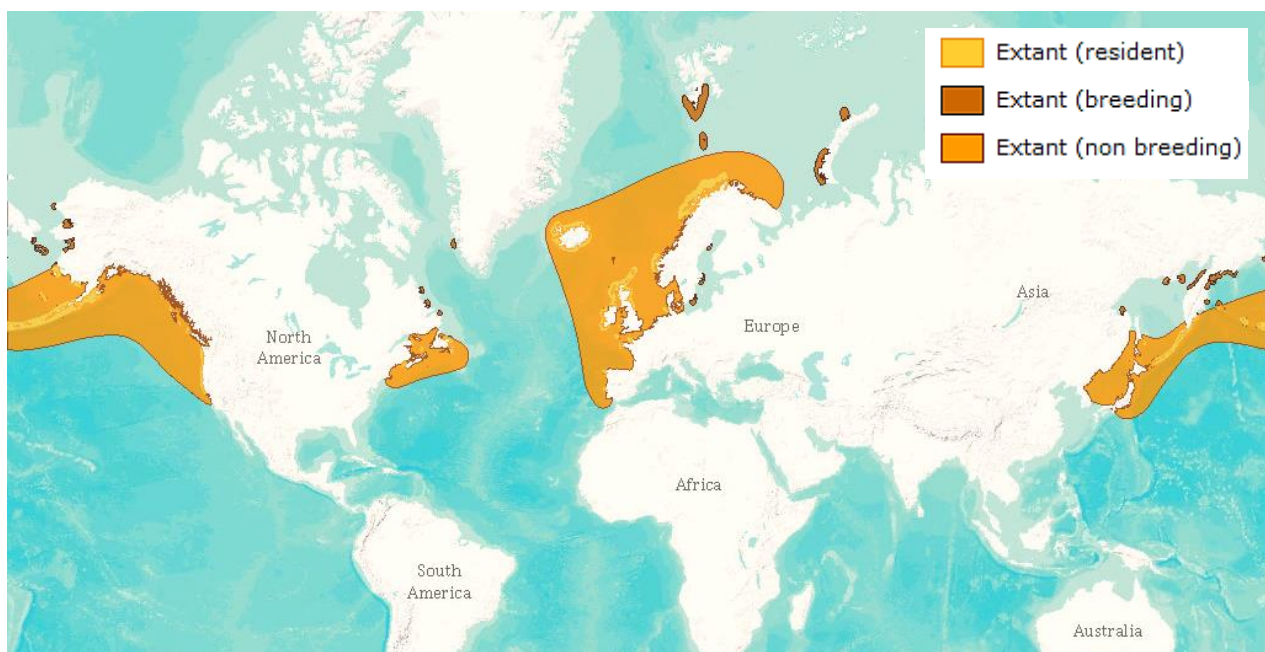 Extant (resident)
Extant (breeding)
Extant (non breeding)
Asia
Europe
North
America
Africa
South
America
Australia